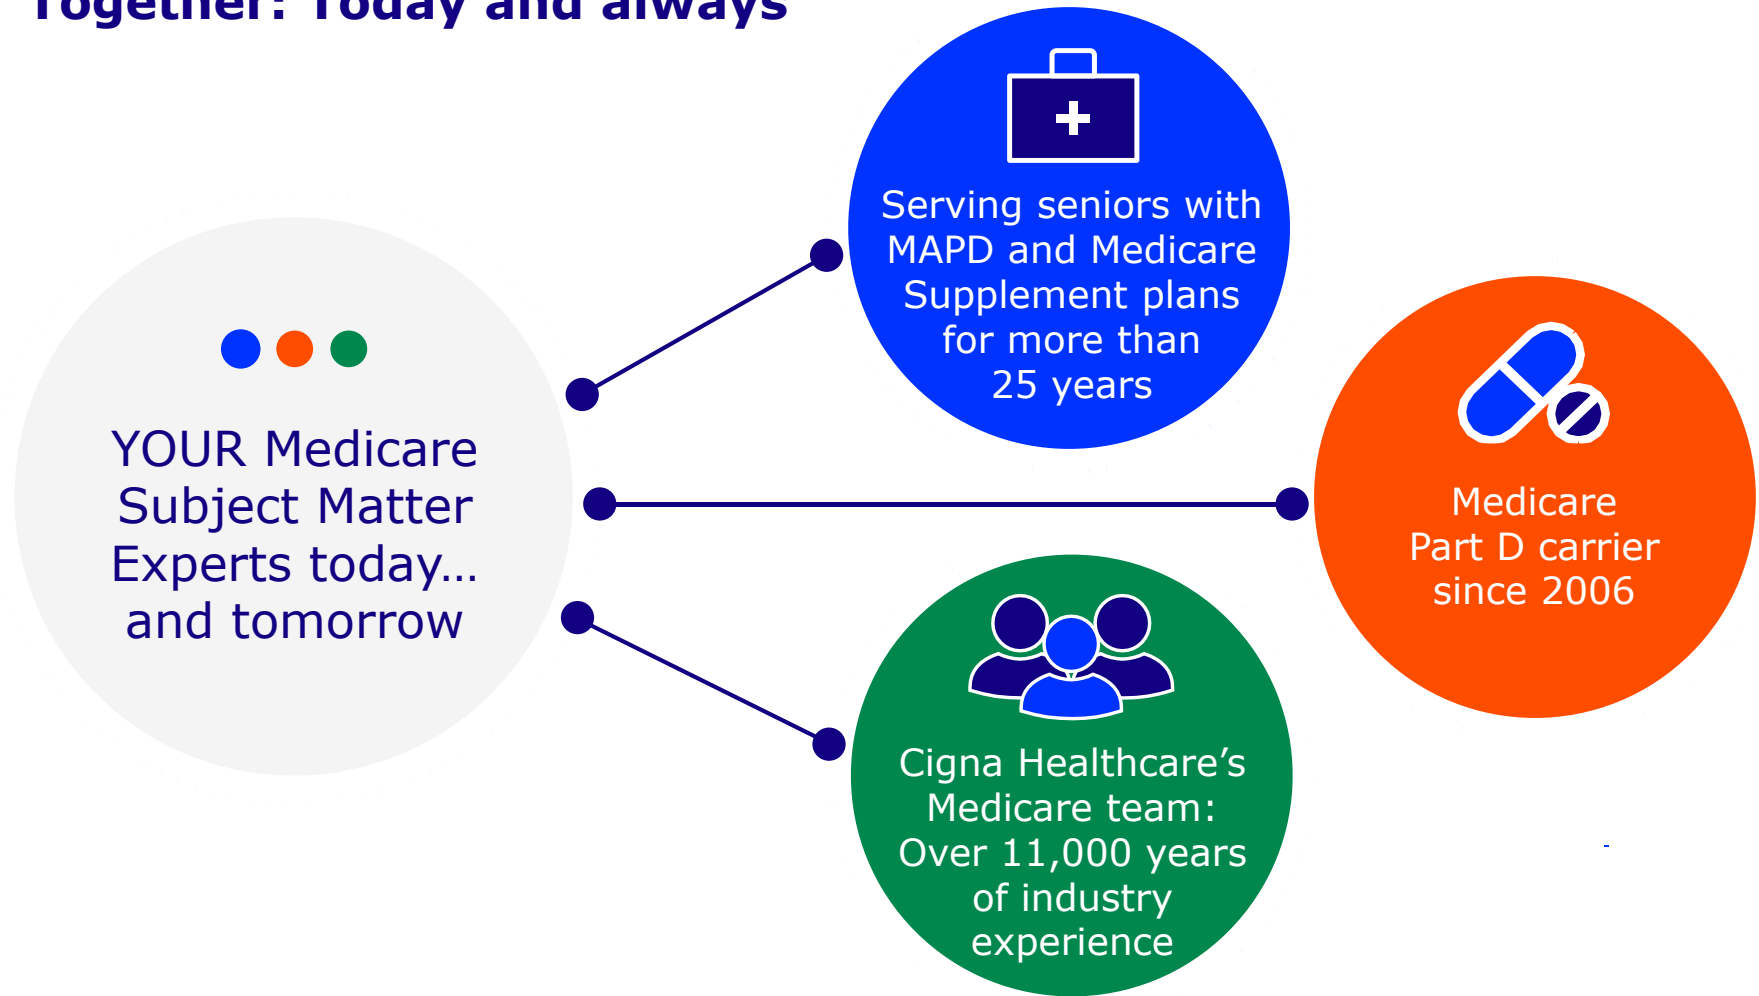 Together: Today and always
YOUR Medicare
Subject Matter
Experts today…
and tomorrow
Serving seniors with
MAPD and Medicare
Supplement plans
for more than
25 years
Medicare
Part D carrier
since 2006
Cigna Healthcare’s
Medicare team:
Over 11,000 years
of industry
experience